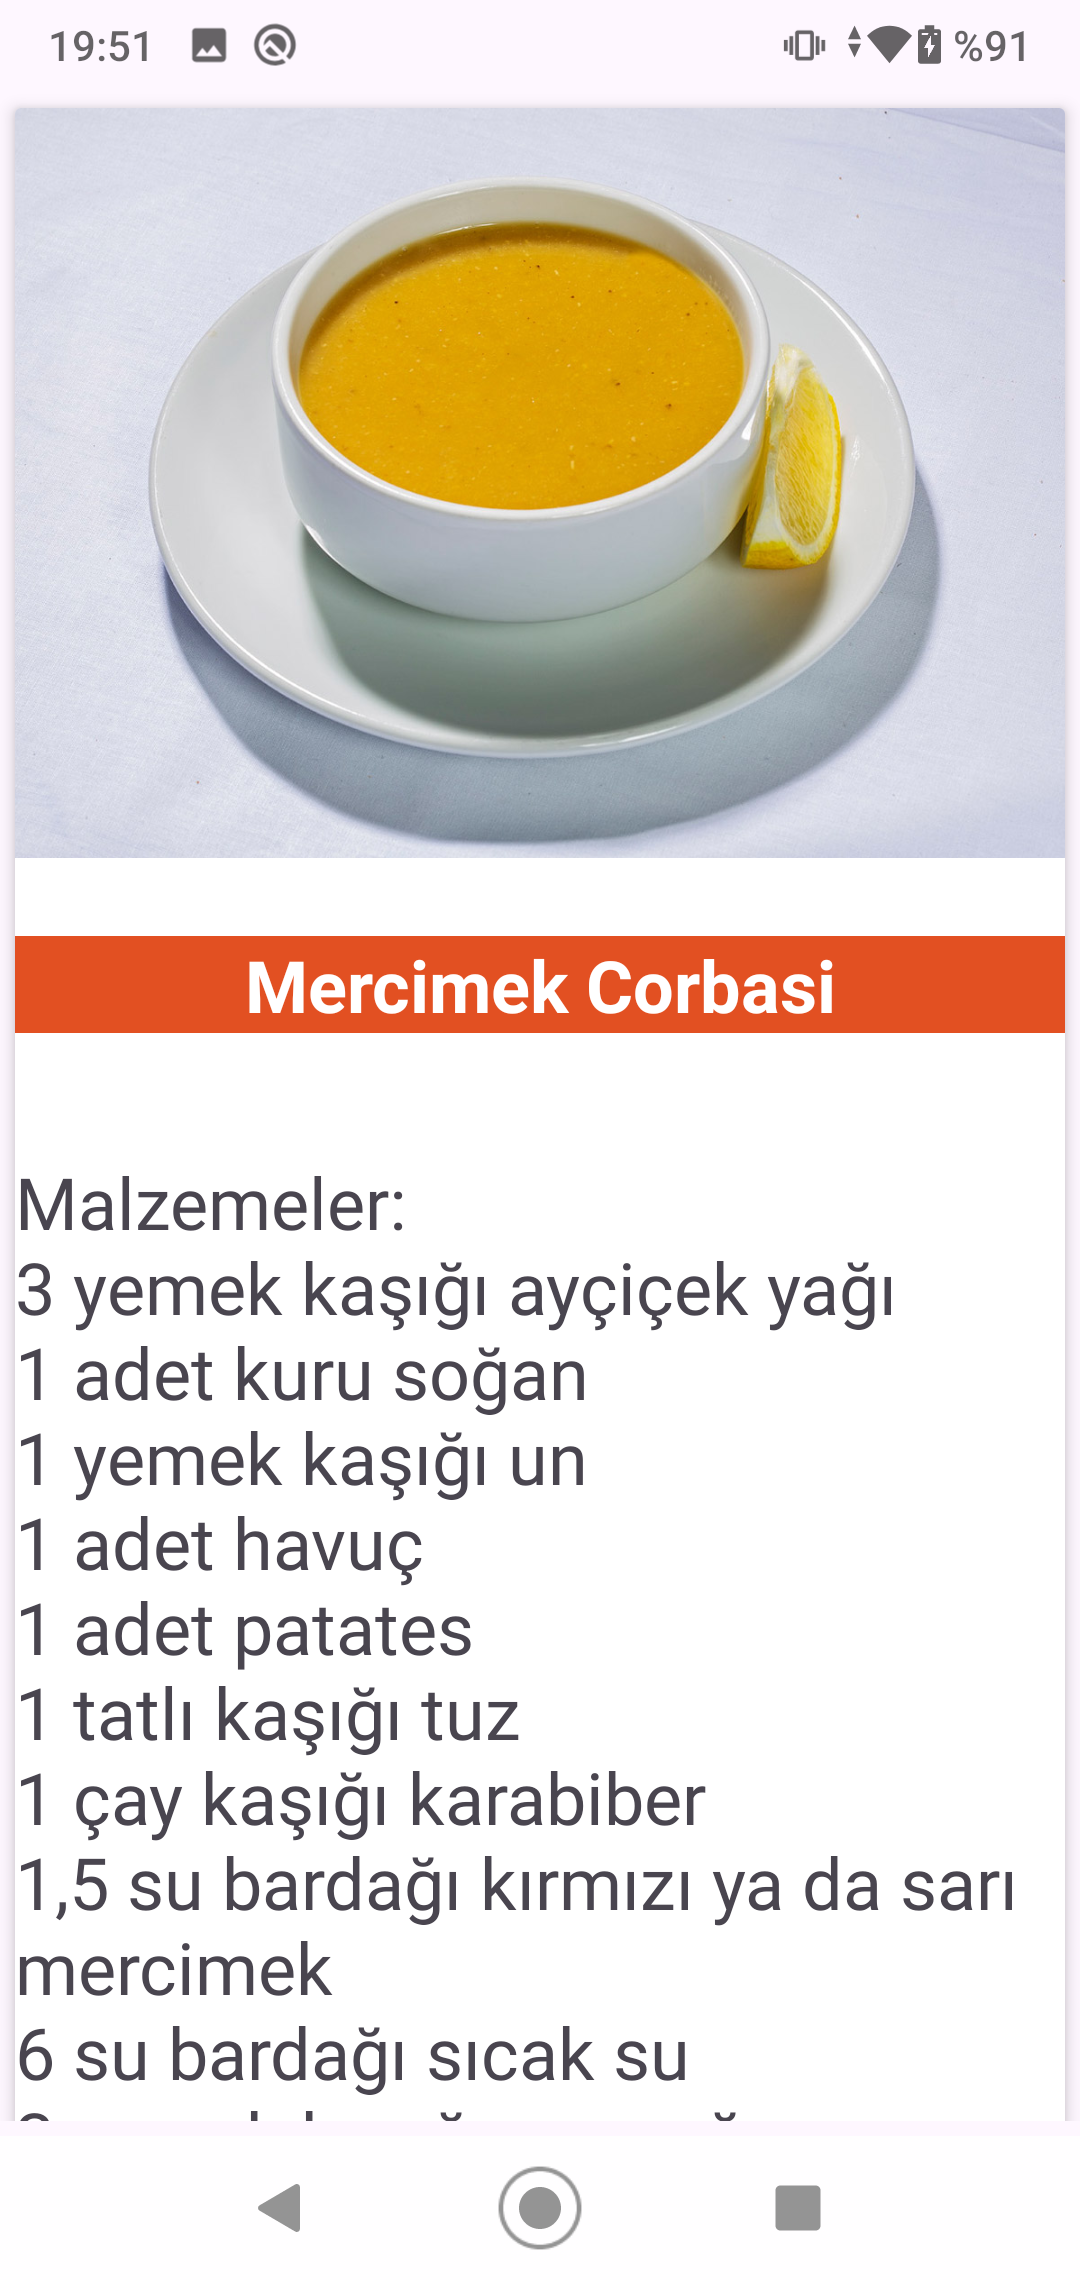 19:51
%91
Mercimek Corbasi
Malzemeler:
3 yemek kaşığı ayçiçek yağı
1 adet kuru soğan
1 yemek kaşığı un
1 adet havuç
1 adet patates
1 tatlı kaşığı tuz
1 çay kaşığı karabiber
1,5 su bardağı kırmızı ya da sarı
mercimek
6 su bardağı sıcak su